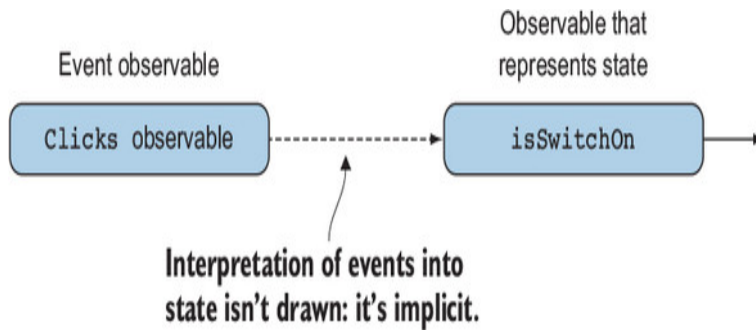 Event observable
Observable that
represents state
Clicks observable
isSwitchOn
Interpretation of events into
state isn't drawn: it's implicit.